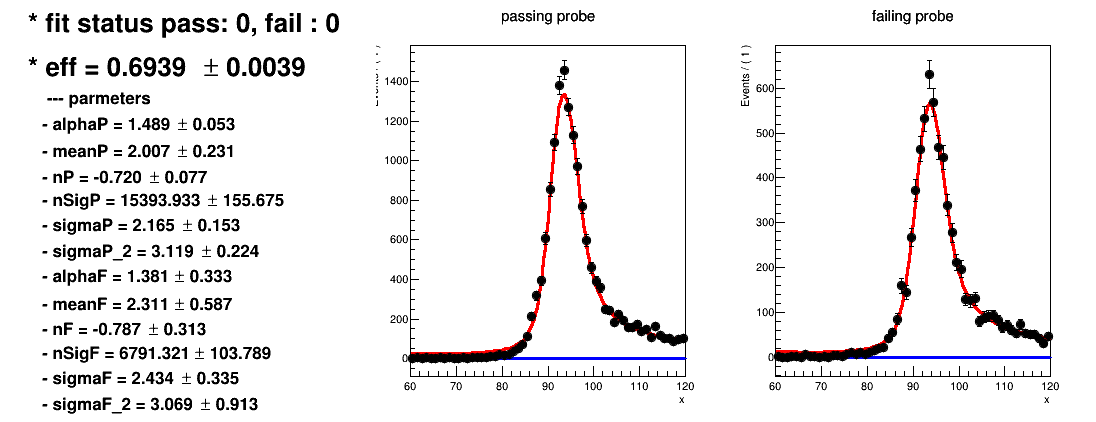 * fit status pass: 0, fail : 0
* eff = 0.6939 ± 0.0039
--- parmeters
- alphaP = 1.489 ± 0.053
- meanP = 2.007 ± 0.231
- nP = -0.720 ± 0.077
- nSigP = 15393.933 ± 155.675
- sigmaP = 2.165 ± 0.153
- sigmaP_2 = 3.119 ± 0.224
- alphaF = 1.381 ± 0.333
- meanF = 2.311 ± 0.587
- nF = -0.787 ± 0.313
- nSigF = 6791.321 ± 103.789
- sigmaF = 2.434 ± 0.335
- sigmaF_2 = 3.069 ± 0.913
passing probe
1400
1200
1000
800
600
400
200
0
60 70 80 90 100 110 120
x
failing probe
Events / ( 1 )
600
500
400
300
200
100
0
60 70 80 90 100 110 120
x